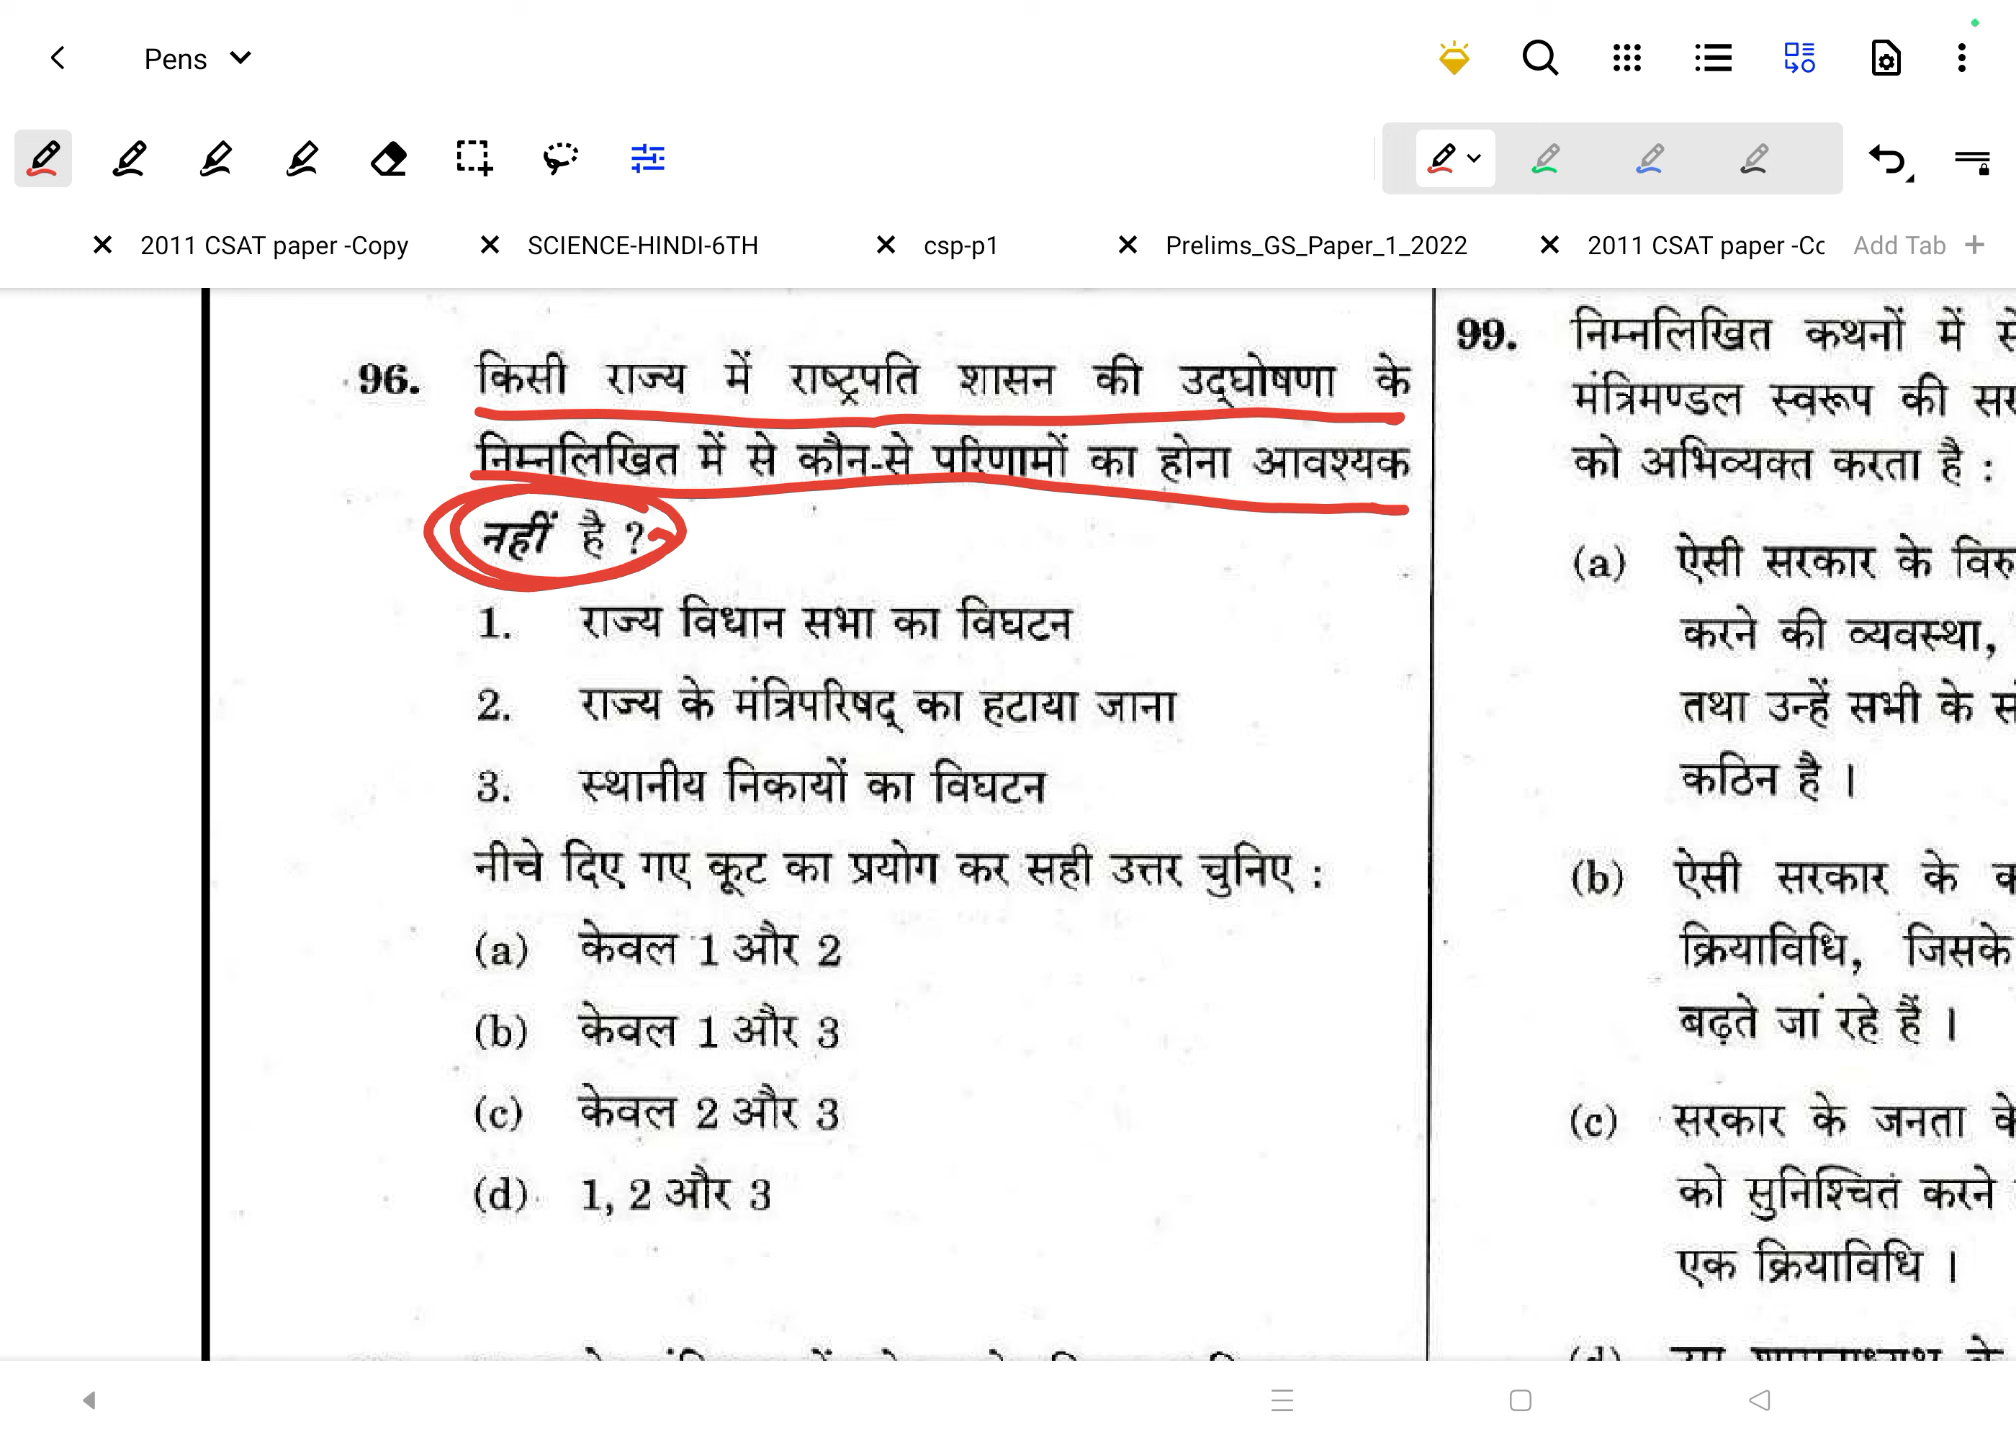 Pens
2011 CSAT paper -Copy
SCIENCE-HINDI-6TH
csp-p1
Prelims_GS_Paper_1_2022
2011 CSAT paper -Cc
Add Tab +
96. किसी राज्य में राष्ट्रपति शासन की उद्घोषणा के
निम्नलिखित में से कौन-से परिणामों का होना आवश्यक
नहीं है ?
1. राज्य विधान सभा का विघटन
2. राज्य के मंत्रिपरिषद् का हटाया जाना
3. स्थानीय निकायों का विघटन
नीचे दिए गए कूट का प्रयोग कर सही उत्तर चुनिए :
(a) केवल 1 और 2
(b) केवल 1 और 3
(c) केवल 2 और 3
(d) 1, 2 और 3
99. निम्नलिखित कथनों में
मंत्रिमण्डल स्वरूप की
को अभिव्यक्त करता है :
(a) ऐसी सरकार के
करने की व्यवस्था,
तथा उन्हें सभी के
कठिन है ।
(b) ऐसी सरकार के
क्रियाविधि, जिसके
बढ़ते जा रहे हैं ।
(c) सरकार के जनता
को सुनिश्चित करने
एक क्रियाविधि ।